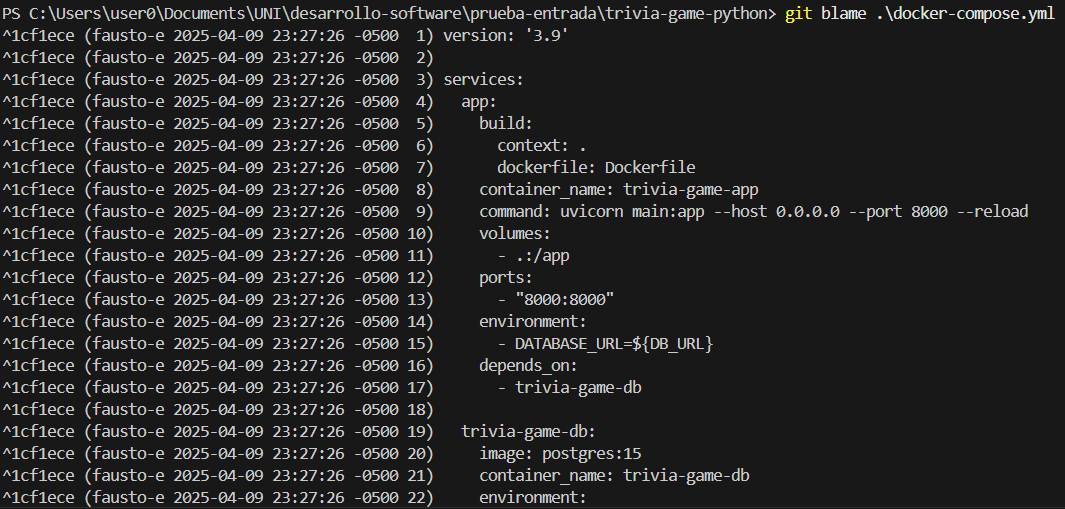 PS C:\Users\user0\Documents\UNI\desarrollo-software\prueba-entrada\trivia-game-python> git blame .\docker-compose.yml
^1cf1ece (fausto-e 2025-04-09 23:27:26 -0500  1) version: '3.9'
^1cf1ece (fausto-e 2025-04-09 23:27:26 -0500  2)
^1cf1ece (fausto-e 2025-04-09 23:27:26 -0500  3) services:
^1cf1ece (fausto-e 2025-04-09 23:27:26 -0500  4)   app:
^1cf1ece (fausto-e 2025-04-09 23:27:26 -0500  5)     build:
^1cf1ece (fausto-e 2025-04-09 23:27:26 -0500  6)       context: .
^1cf1ece (fausto-e 2025-04-09 23:27:26 -0500  7)       dockerfile: Dockerfile
^1cf1ece (fausto-e 2025-04-09 23:27:26 -0500  8)     container_name: trivia-game-app
^1cf1ece (fausto-e 2025-04-09 23:27:26 -0500  9)     command: uvicorn main:app --host 0.0.0.0 --port 8000 --reload
^1cf1ece (fausto-e 2025-04-09 23:27:26 -0500 10)     volumes:
^1cf1ece (fausto-e 2025-04-09 23:27:26 -0500 11)       - .:/app
^1cf1ece (fausto-e 2025-04-09 23:27:26 -0500 12)     ports:
^1cf1ece (fausto-e 2025-04-09 23:27:26 -0500 13)       - "8000:8000"
^1cf1ece (fausto-e 2025-04-09 23:27:26 -0500 14)     environment:
^1cf1ece (fausto-e 2025-04-09 23:27:26 -0500 15)       - DATABASE_URL=${DB_URL}
^1cf1ece (fausto-e 2025-04-09 23:27:26 -0500 16)     depends_on:
^1cf1ece (fausto-e 2025-04-09 23:27:26 -0500 17)       - trivia-game-db
^1cf1ece (fausto-e 2025-04-09 23:27:26 -0500 18)
^1cf1ece (fausto-e 2025-04-09 23:27:26 -0500 19)   trivia-game-db:
^1cf1ece (fausto-e 2025-04-09 23:27:26 -0500 20)     image: postgres:15
^1cf1ece (fausto-e 2025-04-09 23:27:26 -0500 21)     container_name: trivia-game-db
^1cf1ece (fausto-e 2025-04-09 23:27:26 -0500 22)     environment: